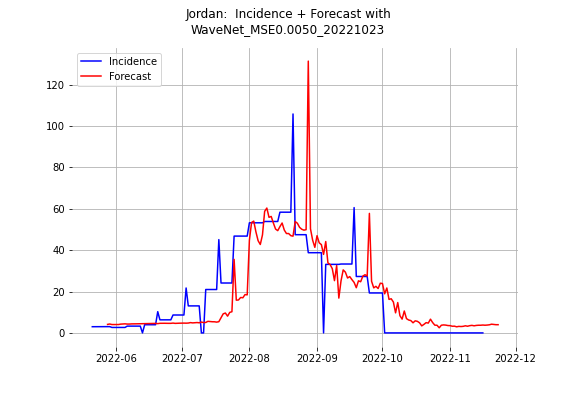 Jordan:  Incidence + Forecast with
WaveNet_MSE0.0050_20221023
Incidence
Forecast
120
100
80
60
40
20
0
2022-06 2022-07 2022-08 2022-09 2022-10 2022-11 2022-12